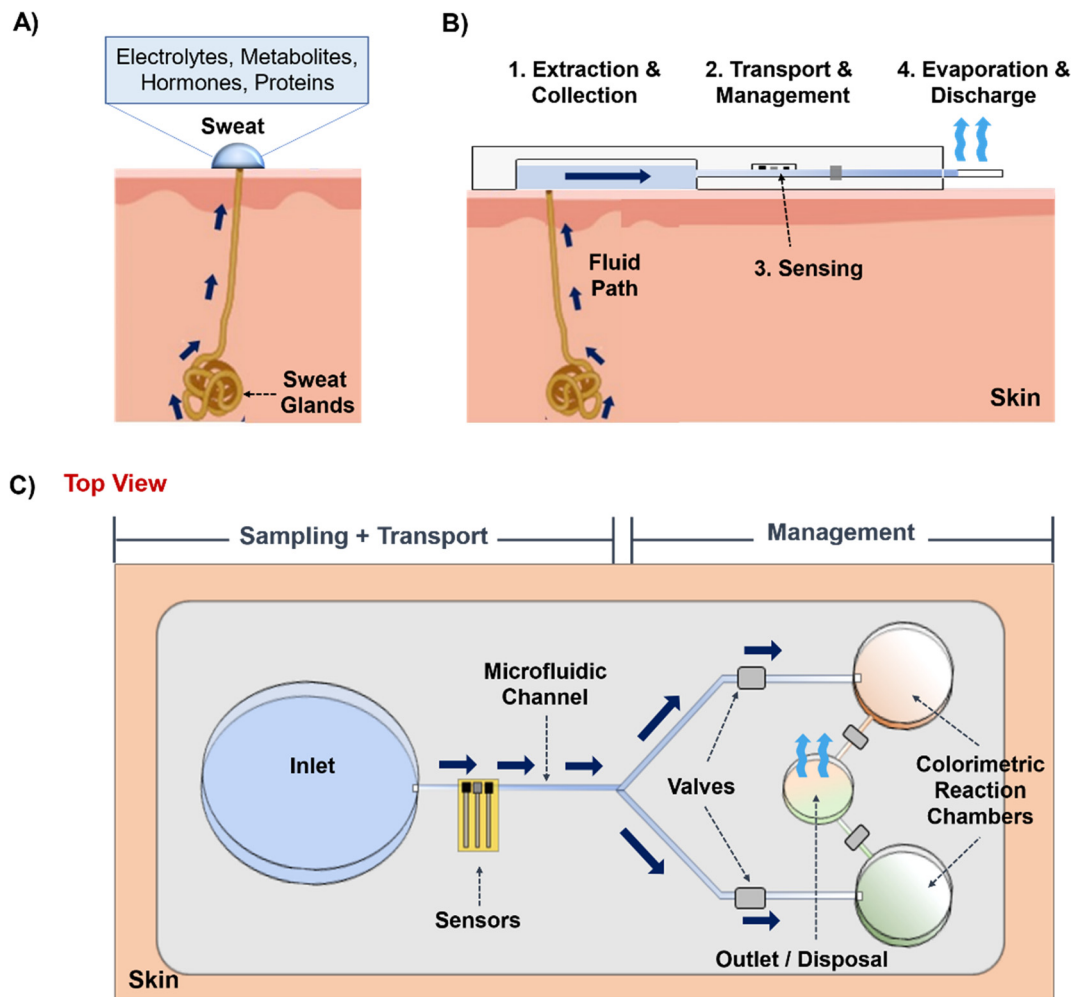 A)
Electrolytes, Metabolites,
Hormones, Proteins
Sweat
Sweat
Glands
B)
1. Extraction &
Collection
2. Transport &
Management
4. Evaporation &
Discharge
Fluid
Path
3. Sensing
Skin
C)
Top View
Sampling + Transport
Management
Microfluidic
Channel
Inlet
Sensors
Valves
Colorimetric
Reaction
Chambers
Outlet / Disposal
Skin